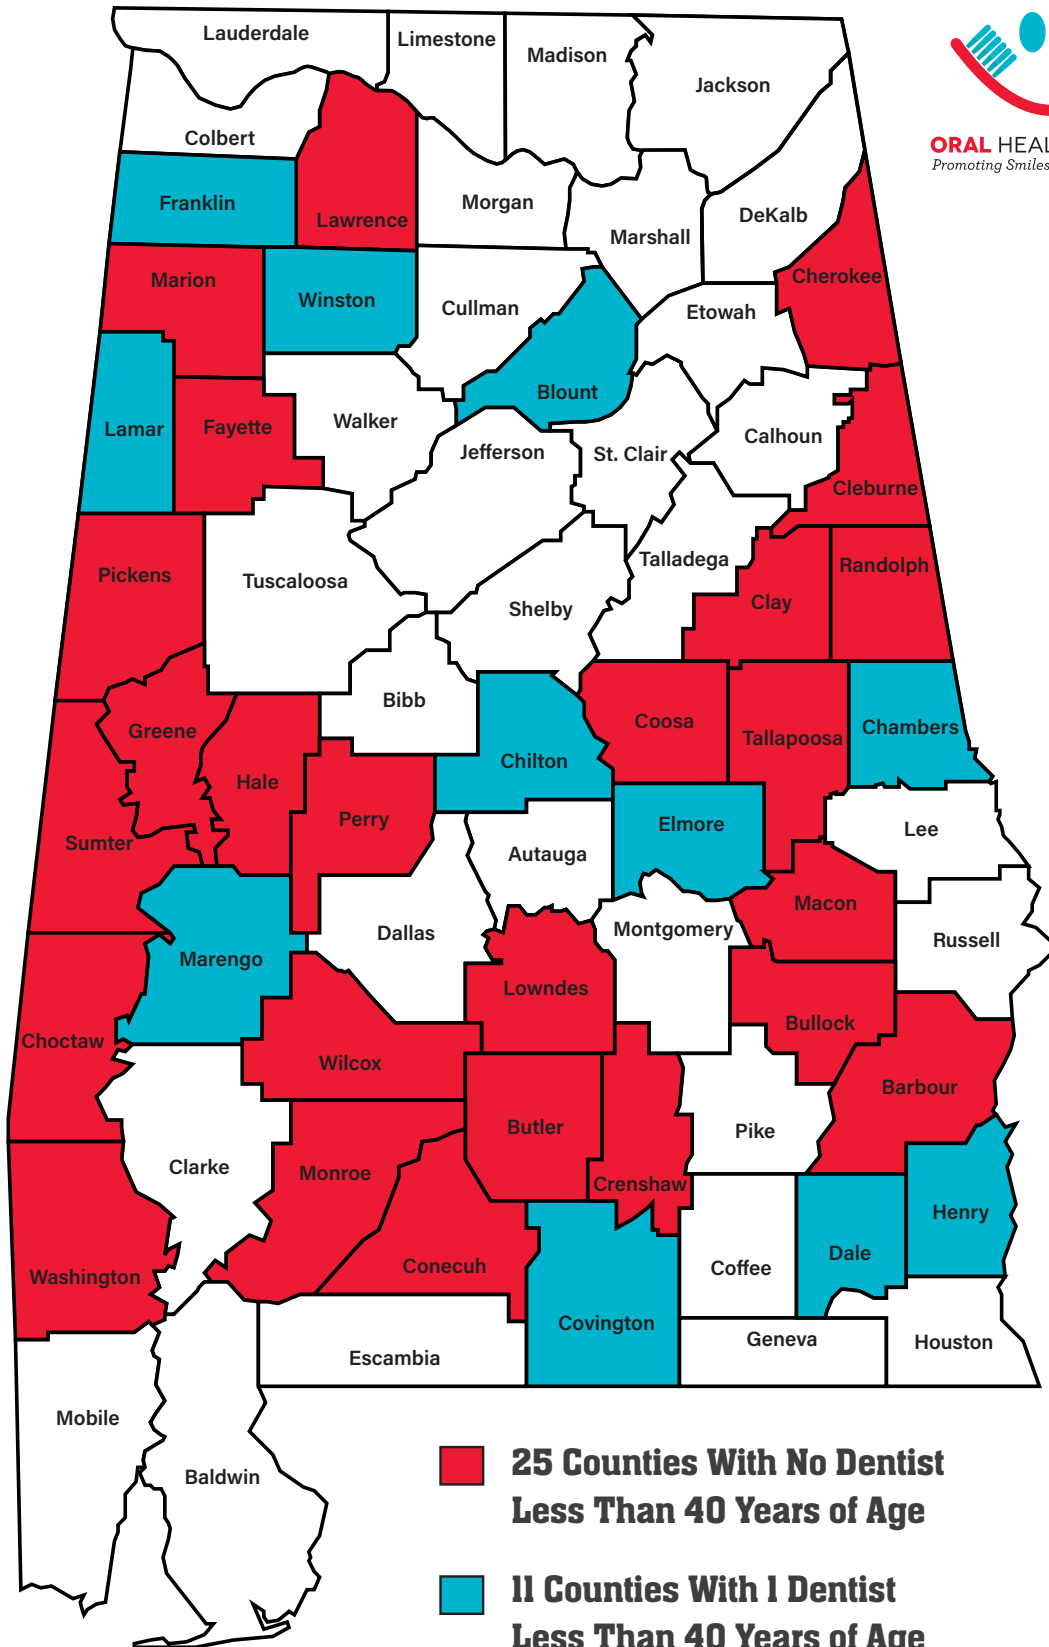 Lauderdale
Limestone
Madison
Jackson
Colbert
ORAL HEAL
Promoting Smiles
Franklin
Lawrence
Morgan
DeKalb
Marshall
Marion
Winston
Cullman
Cherokee
Etowah
Blount
Lamar
Fayette
Walker
Jefferson
St. Clair
Calhoun
Cleburne
Pickens
Tuscaloosa
Talladega
Randolph
Shelby
Clay
Bibb
Greene
Coosa
Tallapoosa
Chambers
Hale
Chilton
Perry
Elmore
Lee
Sumter
Autauga
Macon
Dallas
Montgomery
Russell
Marengo
Lowndes
Bullock
Choctaw
Wilcox
Barbour
Butler
Pike
Clarke
Monroe
Crenshaw
Henry
Washington
Conecuh
Coffee
Dale
Covington
Escambia
Geneva
Houston
Mobile
Baldwin
25 Counties With No Dentist
Less Than 40 Years of Age
11 Counties With 1 Dentist
Less Than 40 Years of Age